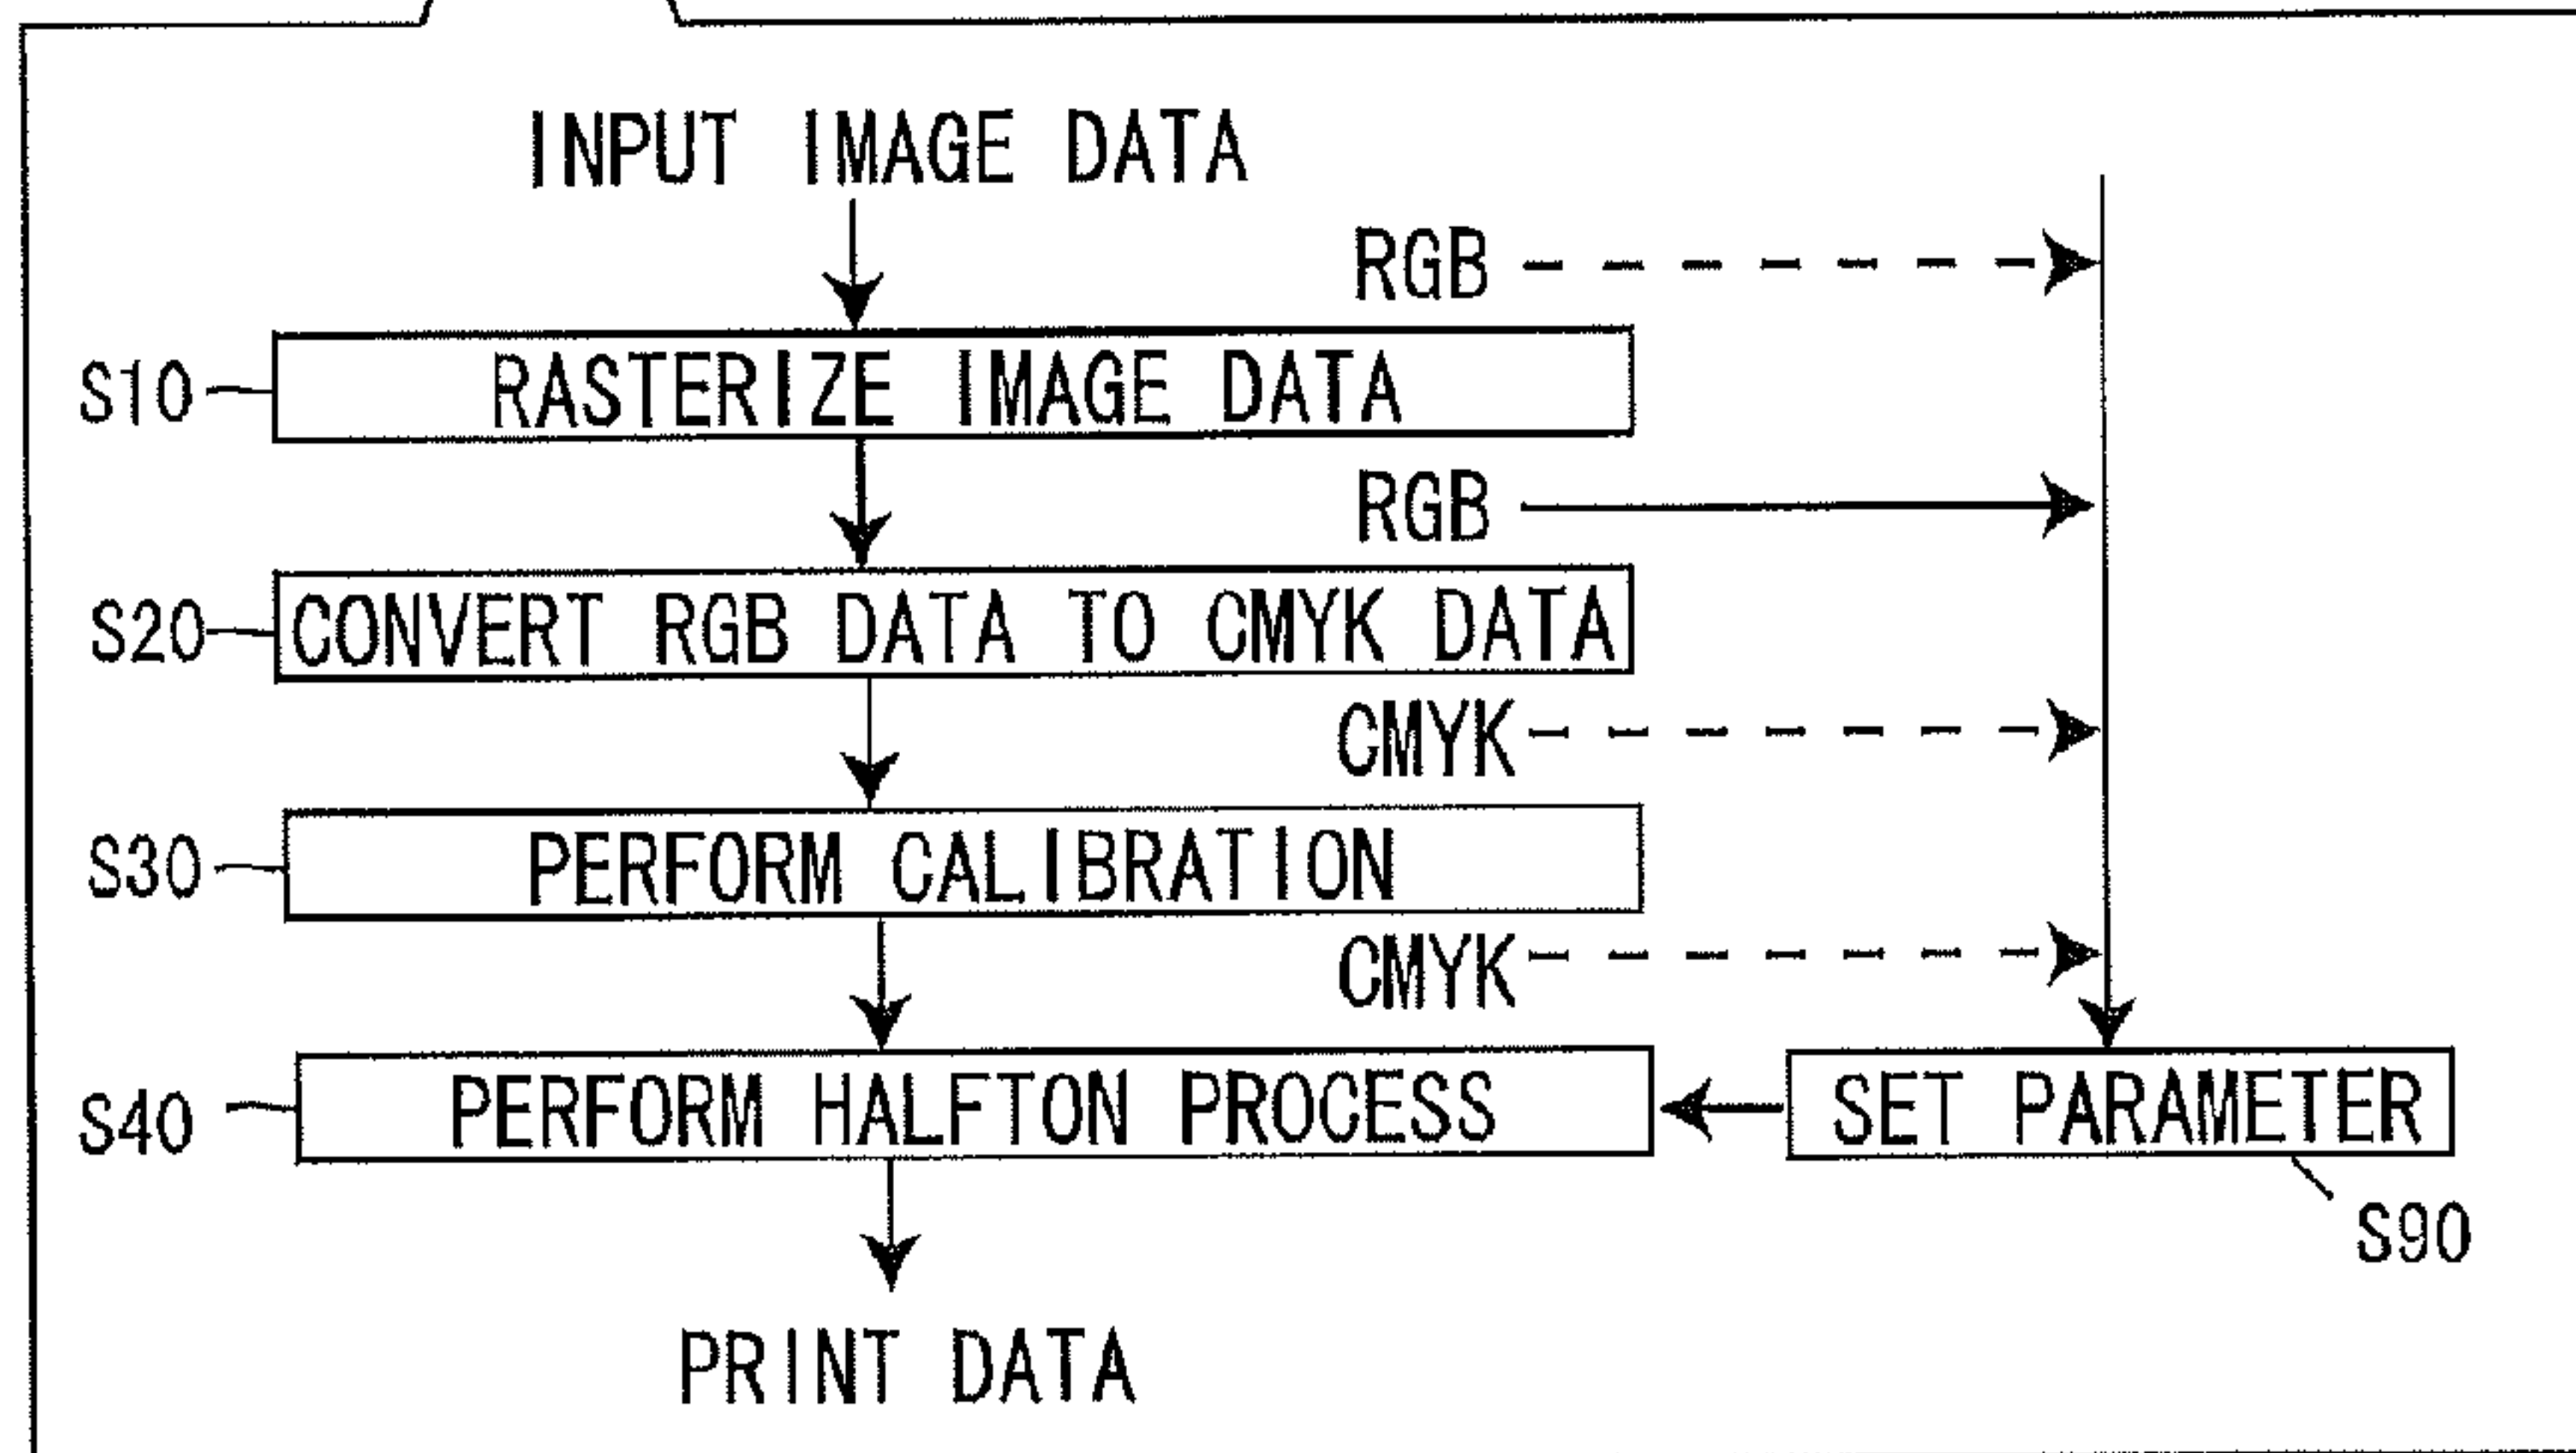 INPUT IMAGE DATA
RGB
S10 RASTERIZE IMAGE DATA
RGB
S20 CONVERT RGB DATA TO CMYK DATA
CMYK
S30 PERFORM CALIBRATION
CMYK
S40 PERFORM HALFTON PROCESS SET PARAMETER
S90
PRINT DATA